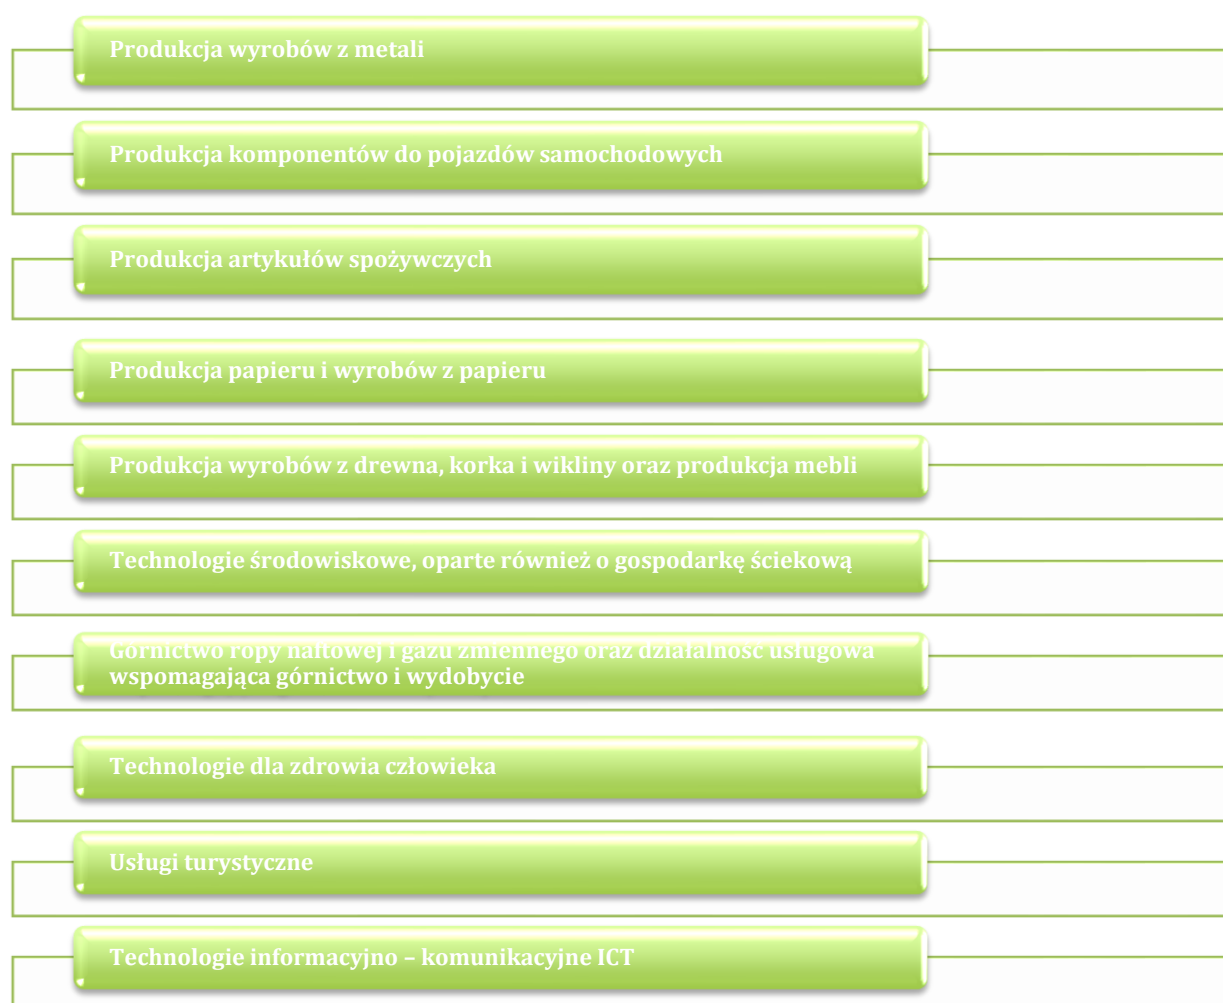 Produkcja wyrobów z metali
Produkcja komponentów do pojazdów samochodowych
Produkcja artykułów spożywczych
Produkcja papieru i wyrobów z papieru
Produkcja wyrobów z drewna, korka i wikliny oraz produkcja mebli
Technologie środowiskowe, oparte również o gospodarkę ściekową
Górnictwo ropy naftowej i gazu zmiennego oraz działalność usługowa
wspomagająca górnictwo i wydobycie
Technologie dla zdrowia człowieka
Usługi turystyczne
Technologie informacyjno – komunikacyjne ICT